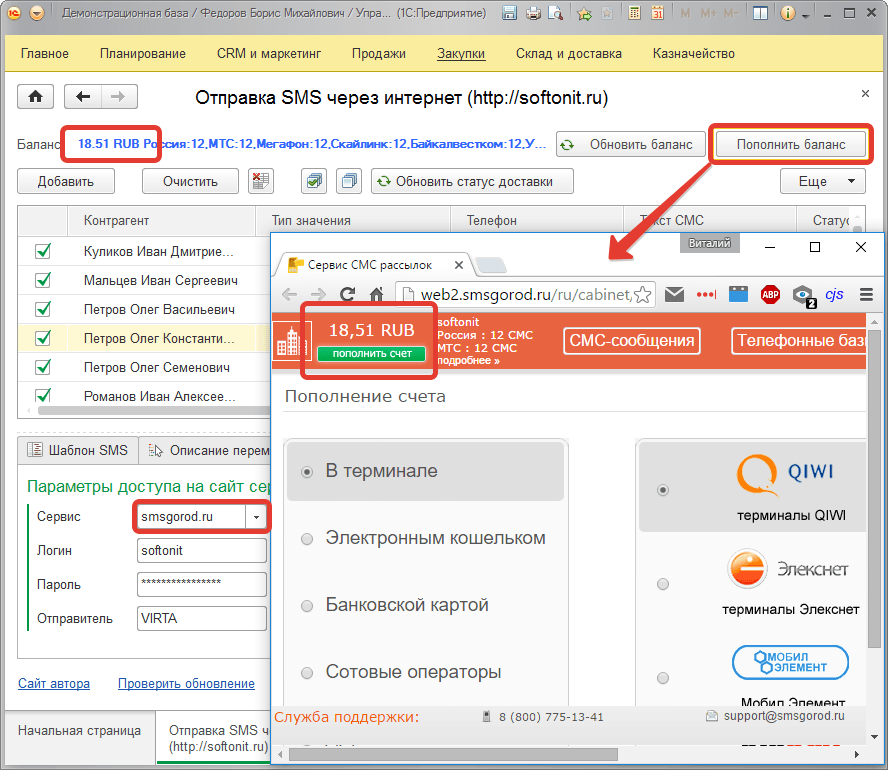 Демонстрационная база / Федоров Борис Михайлович / Упра... (1С:Предприятие)
M M+ M-
Главное Планирование CRM и маркетинг Продажи Закупки Склад и доставка Казначейство
Отправка SMS через интернет (http://softonit.ru)
Баланс 18.51 RUB Россия:12,МТС:12,Мегафон:12,Скайлинк:12,Байкалвестком:12,У... Обновить баланс Пополнить баланс
Добавить Очистить Обновить статус доставки Еще
Контрагент Тип значения Телефон Текст СМС Статус
Куликов Иван Дмитрие...
Мальцев Иван Сергеевич
Петров Олег Васильевич
Петров Олег Константи...
Петров Олег Семенович
Романов Иван Алексее...
Шаблон SMS Описание перем
Параметры доступа на сайт сер
Сервис smsgorod.ru
Логин softonit
Пароль ****************
Отправитель VIRTA
Сайт автора Проверить обновление
Начальная страница
Отправка SMS ч
(http://softonit.ru)
Виталий
Сервис СМС рассылок
web2.smsgorod.ru/ru/cabinet,
ABP 2 cjs
18,51 RUB
пополнить счет
softonit
Россия : 12 СМС
МТС : 12 СМС
подробнее »
СМС-сообщения
Телефонные баз
Пополнение счета
В терминале
Электронным кошельком
Банковской картой
Сотовые операторы
QIWI
терминалы QIWI
Элекснет
терминалы Элекснет
МОБИЛ
ЭЛЕМЕНТ
Мобил Элемент
Служба поддержки: 8 (800) 775-13-41 support@smsgorod.ru